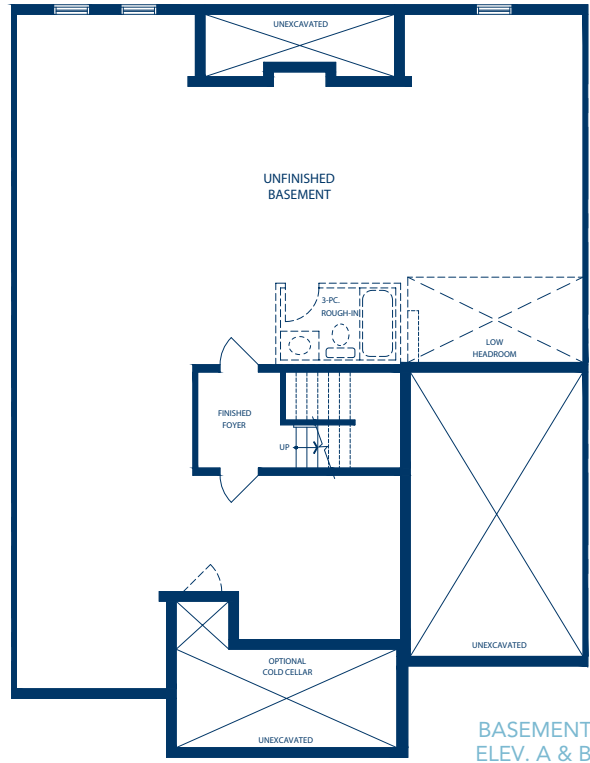 UNEXCAVATED
UNFINISHED
BASEMENT
3-PC.
ROUGH-IN
LOW
HEADROOM
FINISHED
FOYER
UP
OPTIONAL
COLD CELLAR
UNEXCAVATED
UNEXCAVATED
BASEMENT
ELEV. A & B